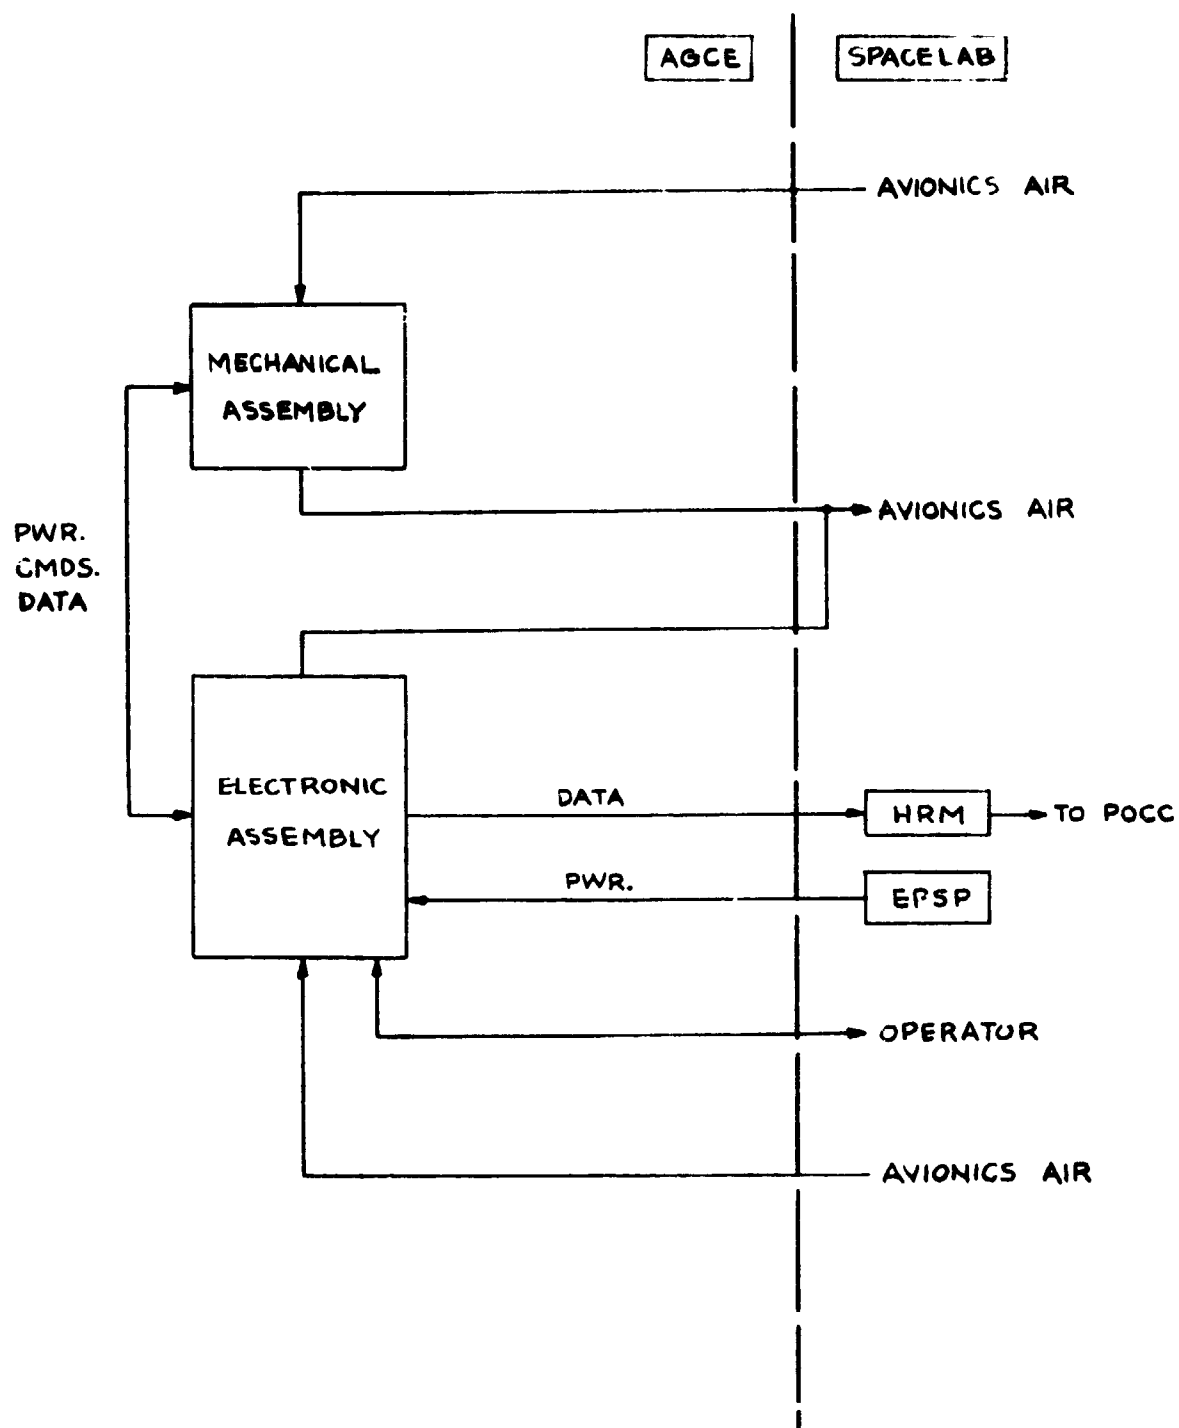 AGCE
SPACELAB
AVIONICS AIR
MECHANICAL
ASSEMBLY
AVIONICS AIR
PWR.
CMDS.
DATA
ELECTRONIC
ASSEMBLY
DATA
HRM
TO POCC
PWR.
EPSP
OPERATOR
AVIONICS AIR